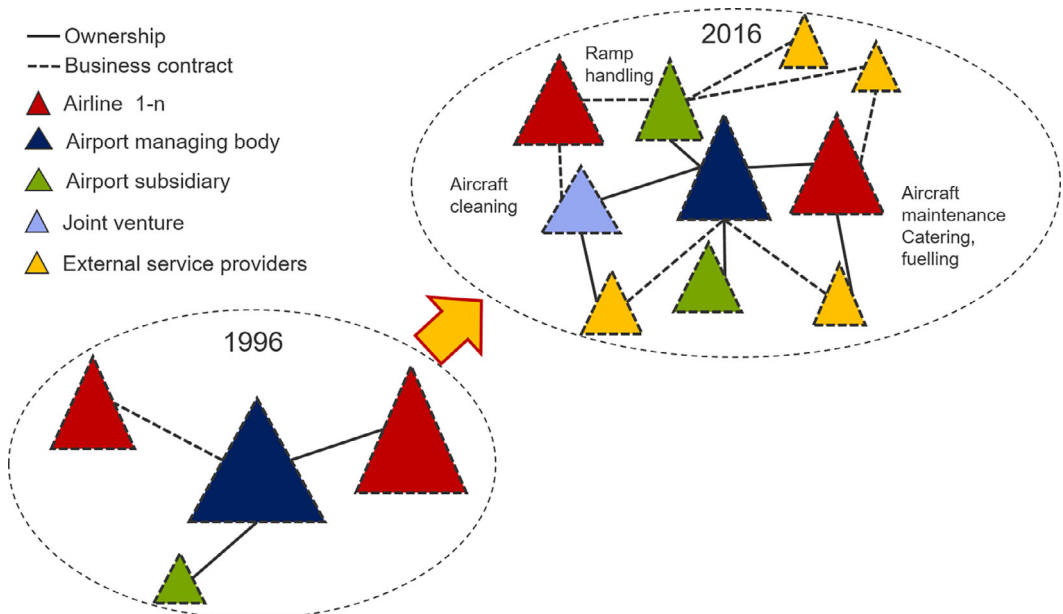 Ownership
Business contract
Airline 1-n
Airport managing body
Airport subsidiary
Joint venture
External service providers
2016
Ramp
handling
Aircraft
cleaning
Aircraft
maintenance
Catering,
fuelling
1996